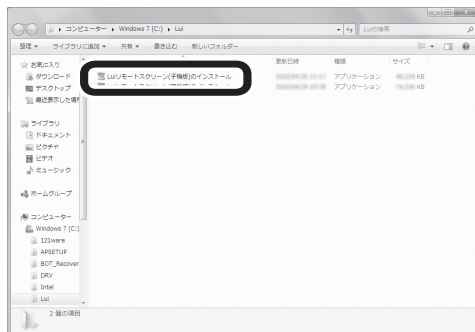 コンピューター ▸ Windows 7 (C:) ▸ Lui
Luiの検索
整理 ▼ ライブラリに追加 ▼ 共有 ▼ 書き込む 新しいフォルダー
更新日時 種類 サイズ
お気に入り
ダウンロード
デスクトップ
最近表示した場所
Luiリモートスクリーン(子機版)のインストール
アプリケーション KB
アプリケーション KB
ライブラリ
ドキュメント
ピクチャ
ビデオ
ミュージック
ホームグループ
コンピューター
Windows 7 (C:)
121ware
APSETUP
BOT_Recover
DRV
Intel
Lui
2 個の項目